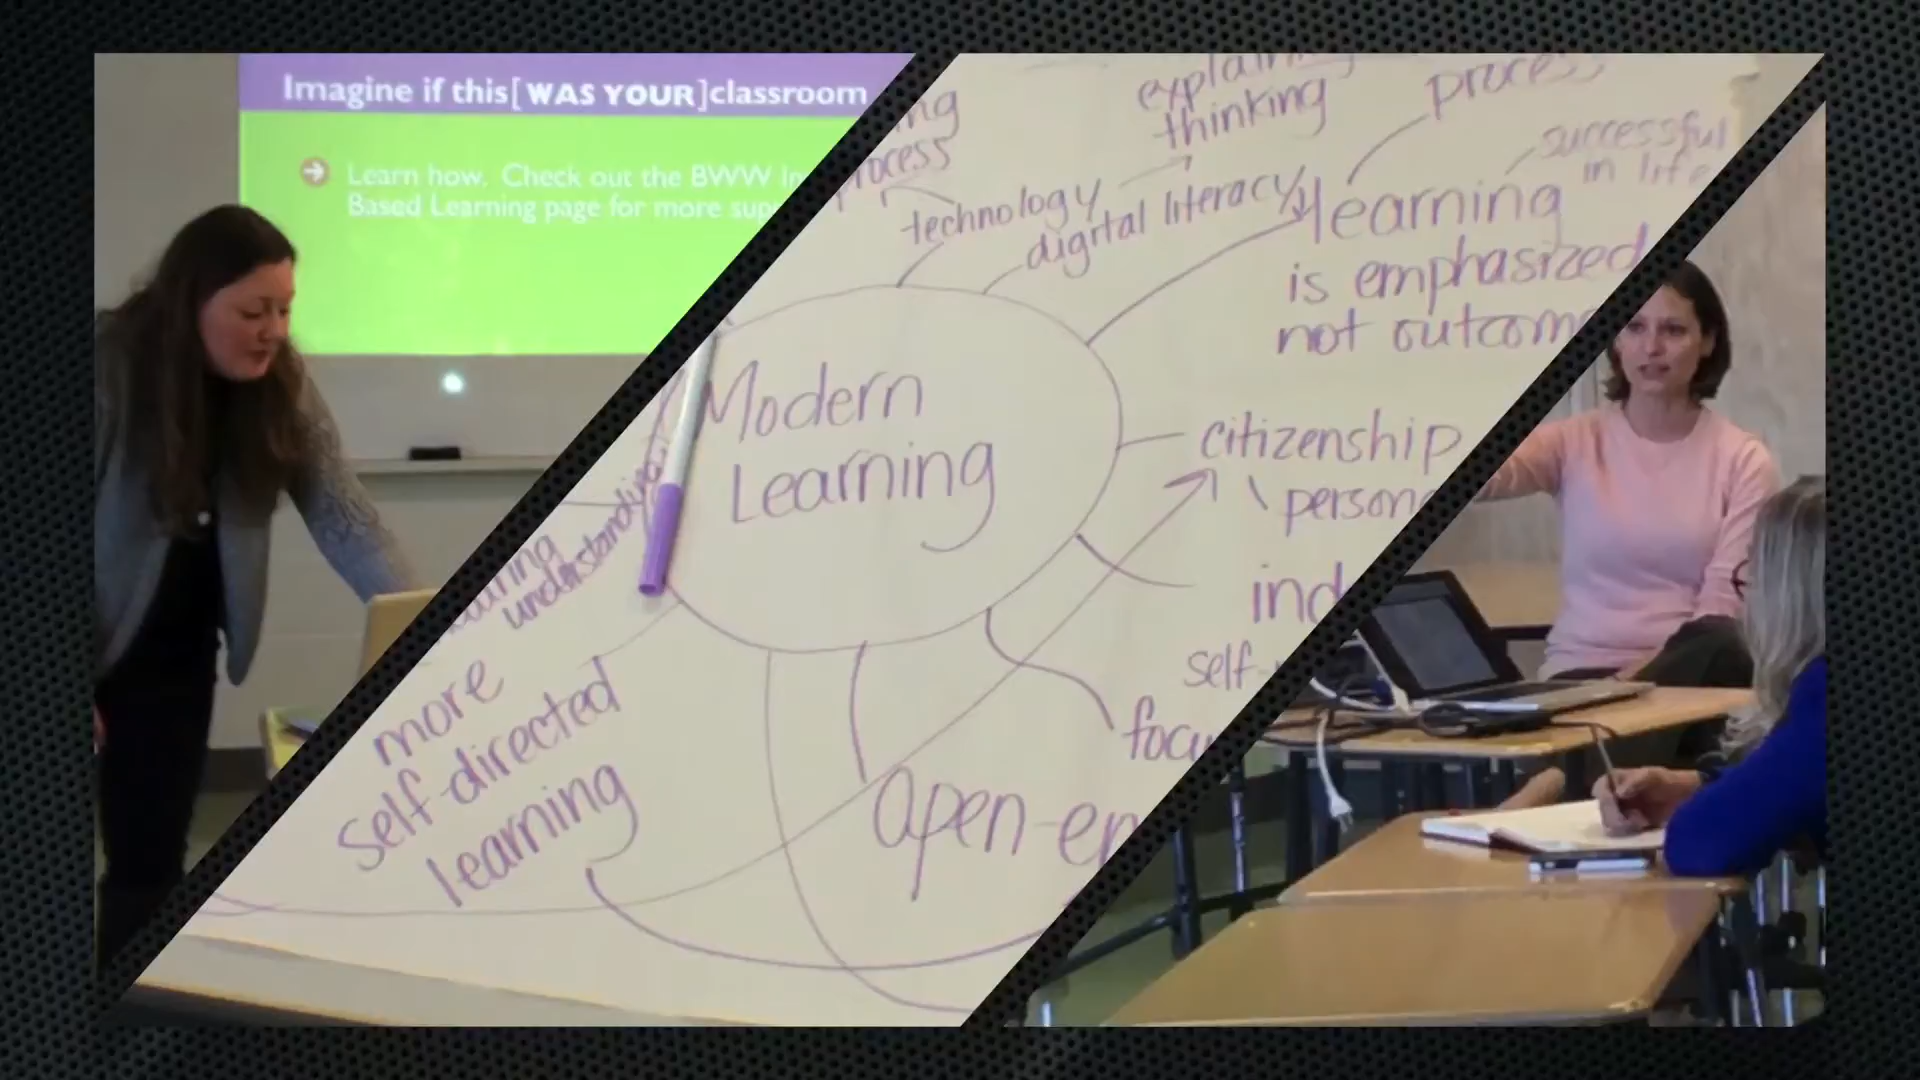 Imagine if this[WAS YOUR]classroom
Learn how. Check out the BWW
Based Learning page for more
explaining
thinking
process
successful
in life
process
technology
digital literacy
learning
is emphasized
not
Modern
Learning
citizenship
understanding
more
self-directed
learning